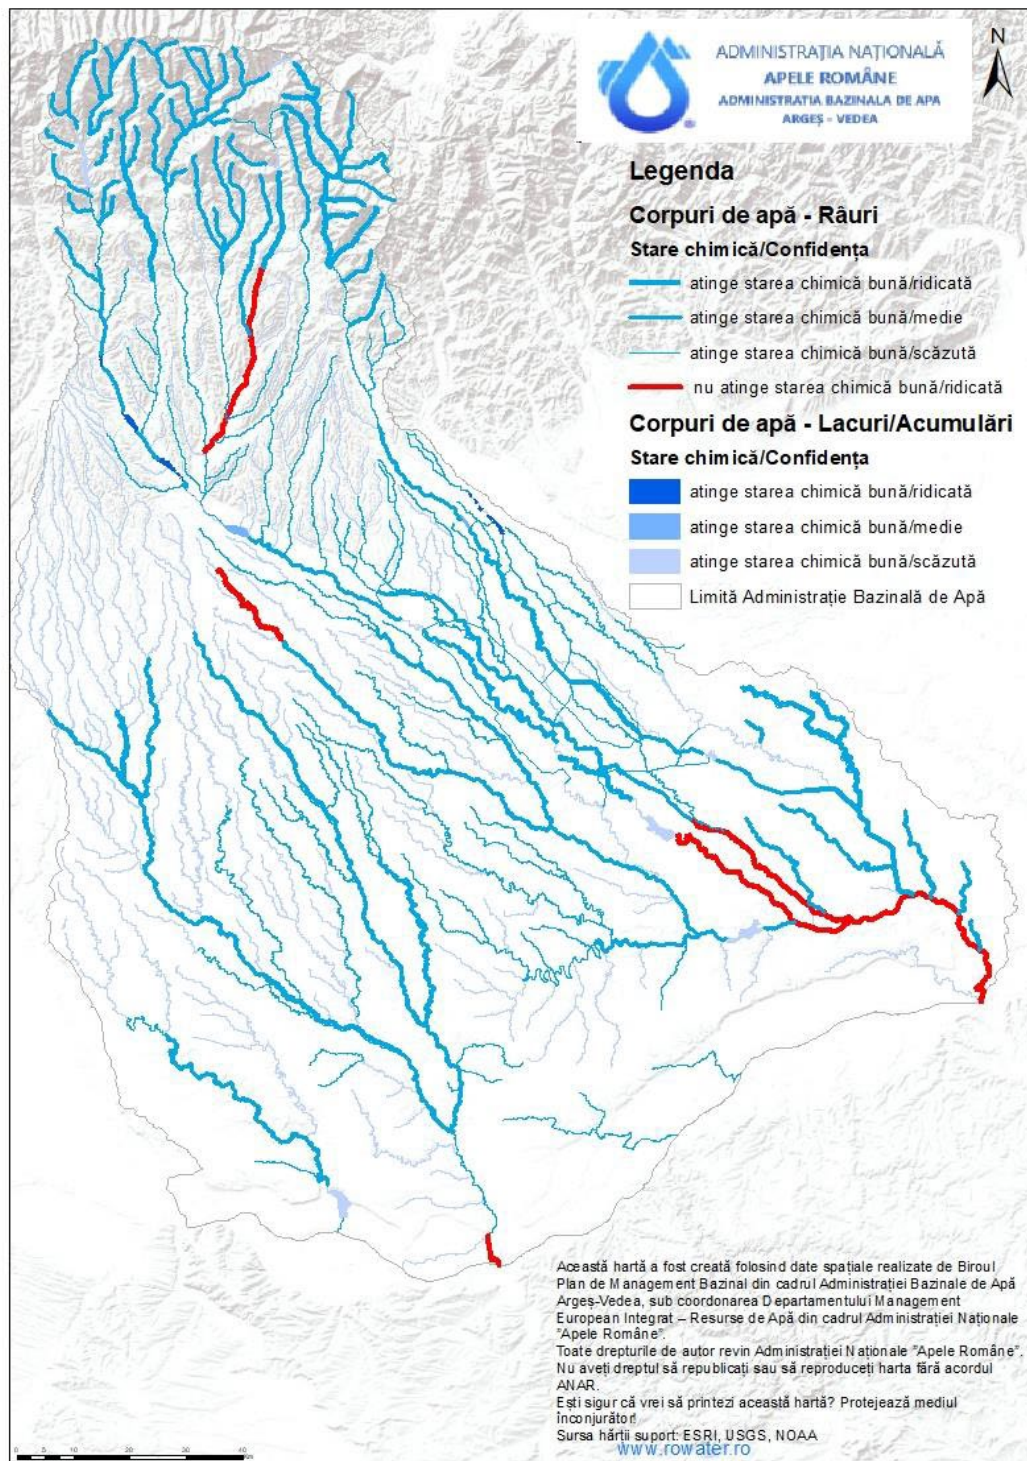 ADMINISTRAȚIA NAȚIONALĂ
APELE ROMÂNE
ADMINISTRATIA BAZINALA DE APA
ARGEȘ - VEDEA
N
Legenda
Corpuri de apă - Râuri
Stare chimică/Confidența
atinge starea chimică bună/ridicată
atinge starea chimică bună/medie
atinge starea chimică bună/scăzută
nu atinge starea chimică bună/ridicată
Corpuri de apă - Lacuri/Acumulări
Stare chimică/Confidența
atinge starea chimică bună/ridicată
atinge starea chimică bună/medie
atinge starea chimică bună/scăzută
Limită Administrație Bazinală de Apă
Această hartă a fost creată folosind date spațiale realizate de Biroul
Plan de Management Bazinal din cadrul Administrației Bazinale de Apă
Argeș-Vedea, sub coordonarea Departamentului Management
European Integrat – Resurse de Apă din cadrul Administrației Naționale
"Apele Române".
Toate drepturile de autor revin Administrației Naționale "Apele Române".
Nu aveți dreptul să republicați sau să reproduceți harta fără acordul
ANAR.
Ești sigur că vrei să printezi această hartă? Protejează mediul
înconjurător!
Sursa hărții suport: ESRI, USGS, NOAA
www.rowater.ro
0 5 10 20 30 40